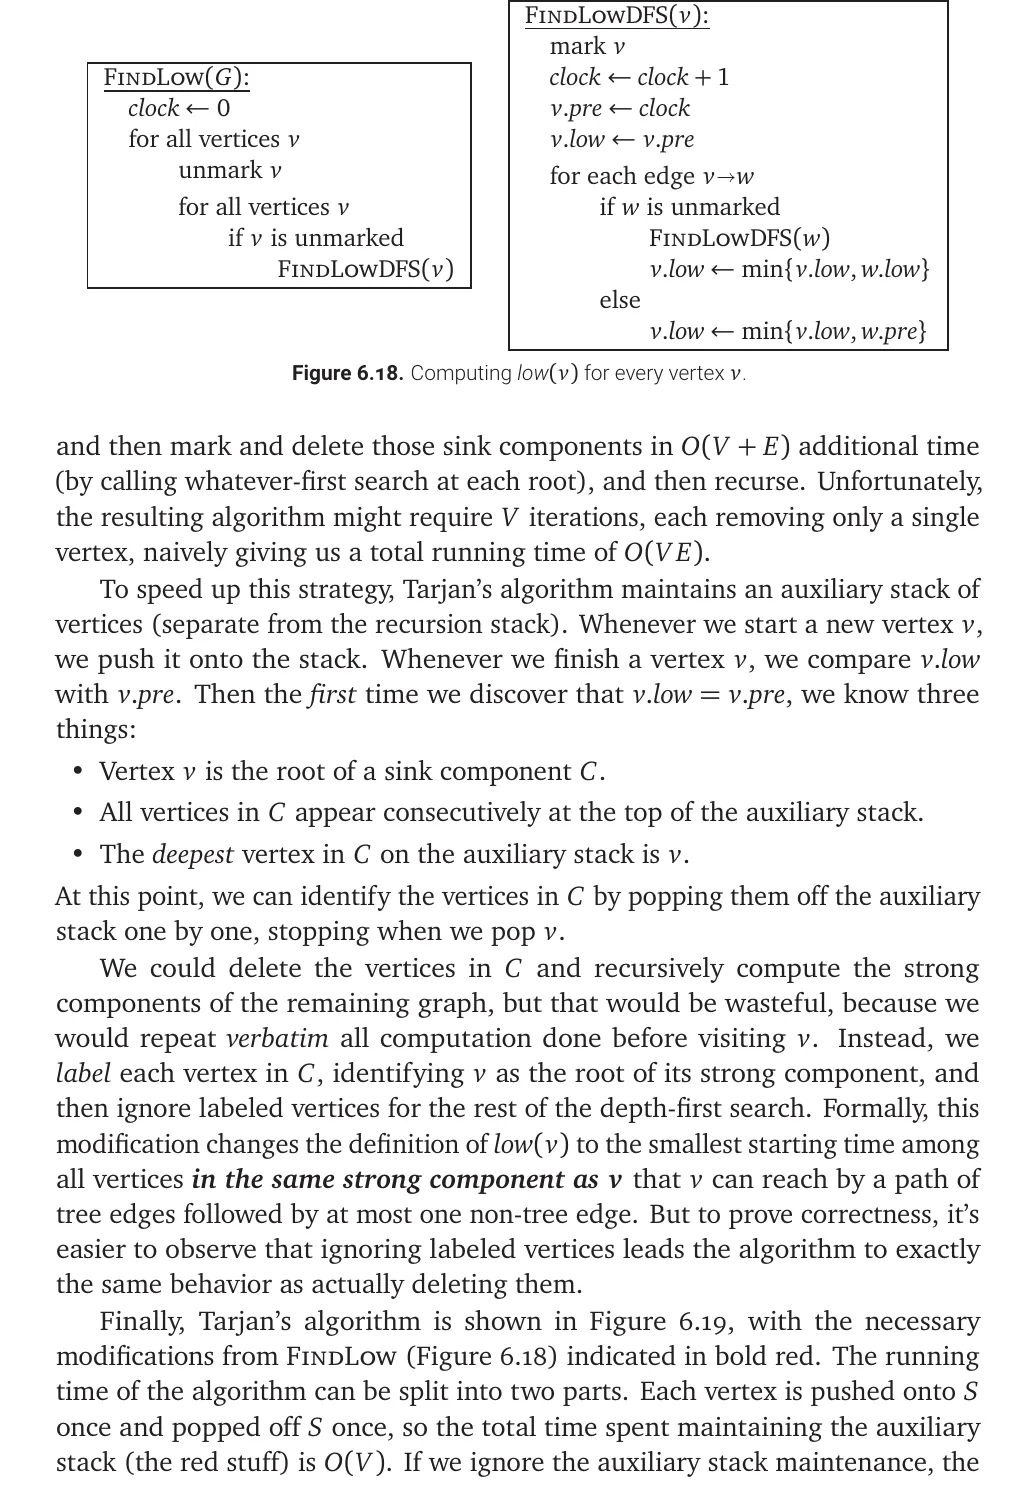 FindLow(G):
clock ← 0
for all vertices v
unmark v
for all vertices v
if v is unmarked
FindLowDFS(v)
FindLowDFS(v):
mark v
clock ← clock + 1
v.pre ← clock
v.low ← v.pre
for each edge v→w
if w is unmarked
FindLowDFS(w)
v.low ← min{v.low, w.low}
else
v.low ← min{v.low, w.pre}
Figure 6.18. Computing low(v) for every vertex v.
and then mark and delete those sink components in O(V + E) additional time
(by calling whatever-first search at each root), and then recurse. Unfortunately,
the resulting algorithm might require V iterations, each removing only a single
vertex, naively giving us a total running time of O(VE).
To speed up this strategy, Tarjan's algorithm maintains an auxiliary stack of
vertices (separate from the recursion stack). Whenever we start a new vertex v,
we push it onto the stack. Whenever we finish a vertex v, we compare v.low
with v.pre. Then the first time we discover that v.low = v.pre, we know three
things:
• Vertex v is the root of a sink component C.
• All vertices in C appear consecutively at the top of the auxiliary stack.
• The deepest vertex in C on the auxiliary stack is v.
At this point, we can identify the vertices in C by popping them off the auxiliary
stack one by one, stopping when we pop v.
We could delete the vertices in C and recursively compute the strong
components of the remaining graph, but that would be wasteful, because we
would repeat verbatim all computation done before visiting v. Instead, we
label each vertex in C, identifying v as the root of its strong component, and
then ignore labeled vertices for the rest of the depth-first search. Formally, this
modification changes the definition of low(v) to the smallest starting time among
all vertices in the same strong component as v that v can reach by a path of
tree edges followed by at most one non-tree edge. But to prove correctness, it's
easier to observe that ignoring labeled vertices leads the algorithm to exactly
the same behavior as actually deleting them.
Finally, Tarjan's algorithm is shown in Figure 6.19, with the necessary
modifications from FindLow (Figure 6.18) indicated in bold red. The running
time of the algorithm can be split into two parts. Each vertex is pushed onto S
once and popped off S once, so the total time spent maintaining the auxiliary
stack (the red stuff) is O(V). If we ignore the auxiliary stack maintenance, the